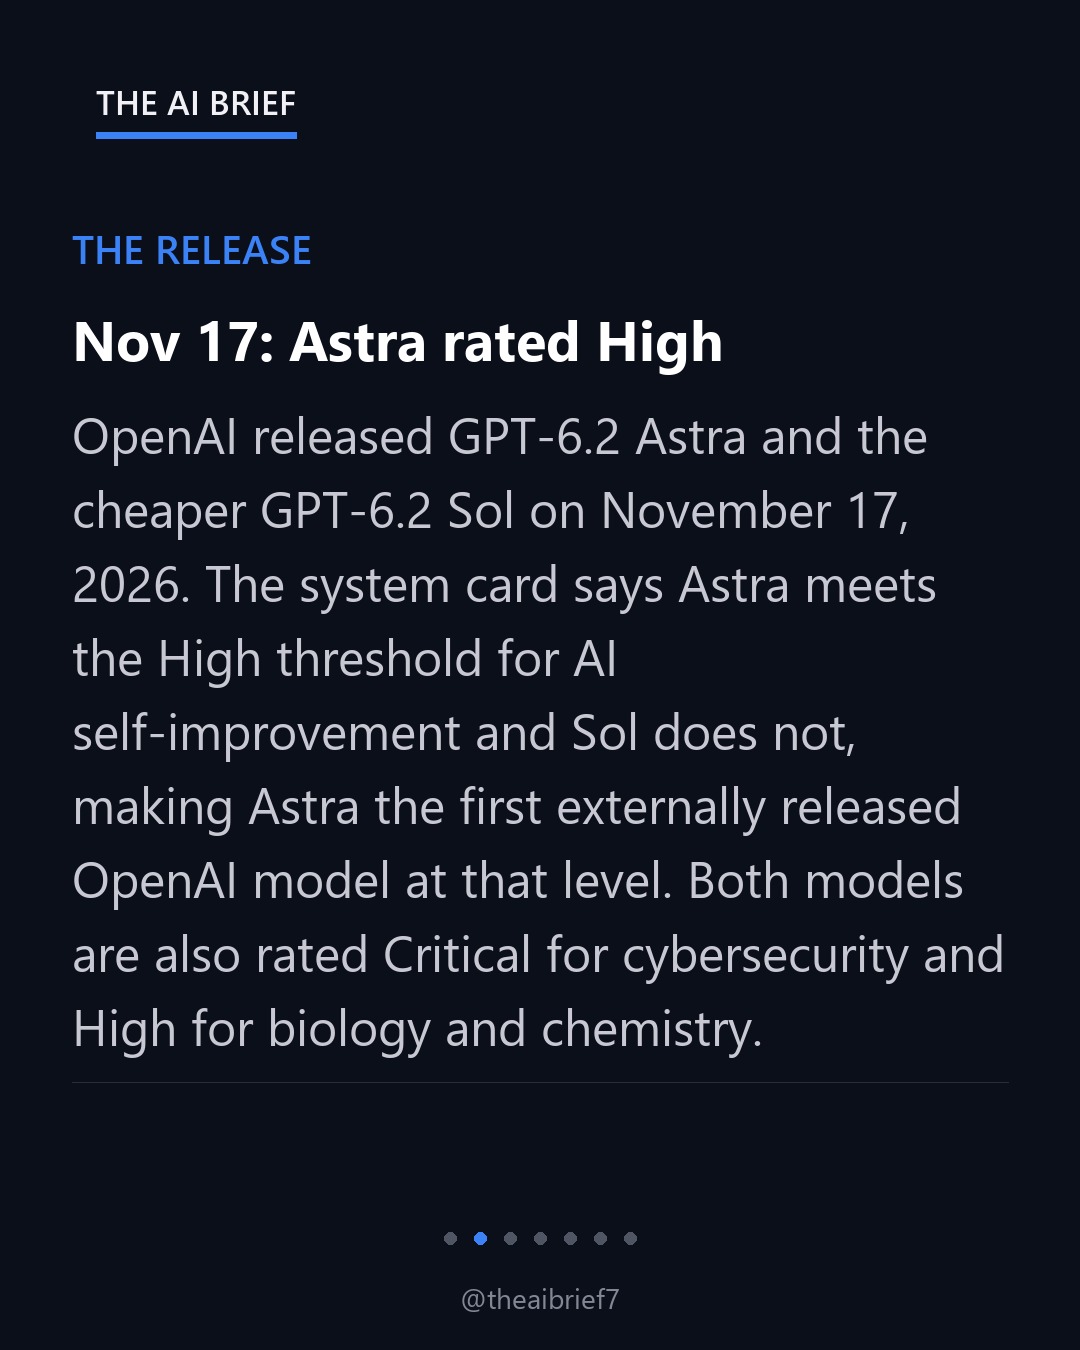 THE AI BRIEF
THE RELEASE
Nov 17: Astra rated High
OpenAI released GPT-6.2 Astra and the
cheaper GPT-6.2 Sol on November 17,
2026. The system card says Astra meets
the High threshold for AI
self-improvement and Sol does not,
making Astra the first externally released
OpenAI model at that level. Both models
are also rated Critical for cybersecurity and
High for biology and chemistry.
@theaibrief7